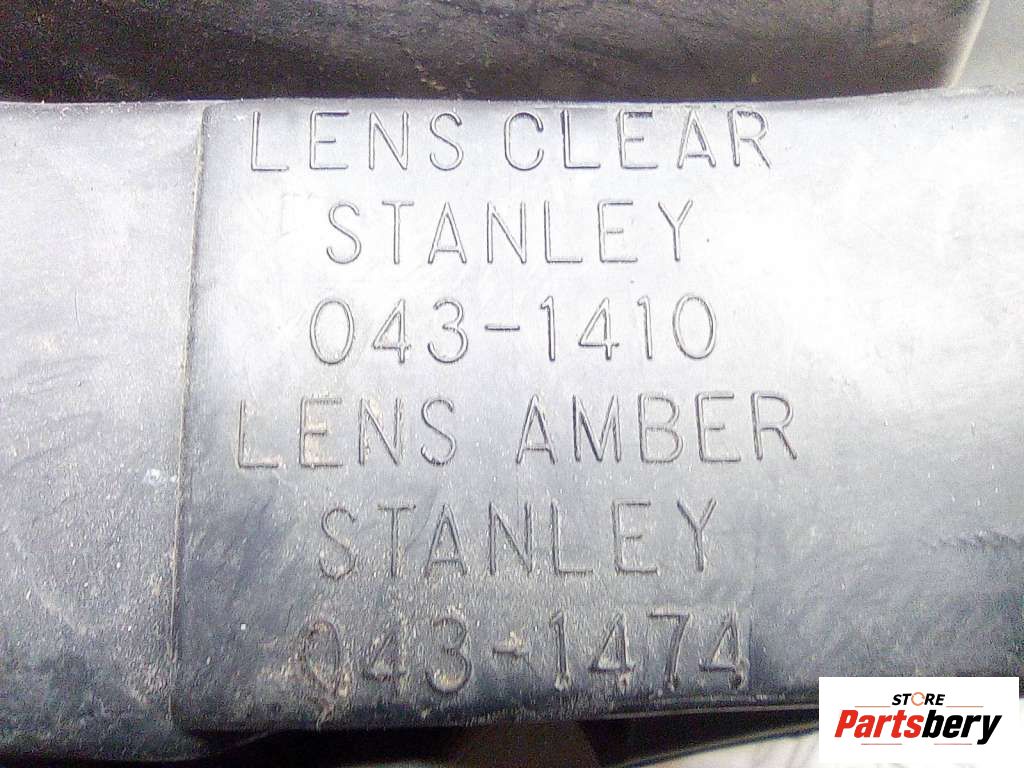 LENS CLEAR
STANLEY
043-1410
LENS AMBER
STANLEY
043-1474
STORE
Partsbery